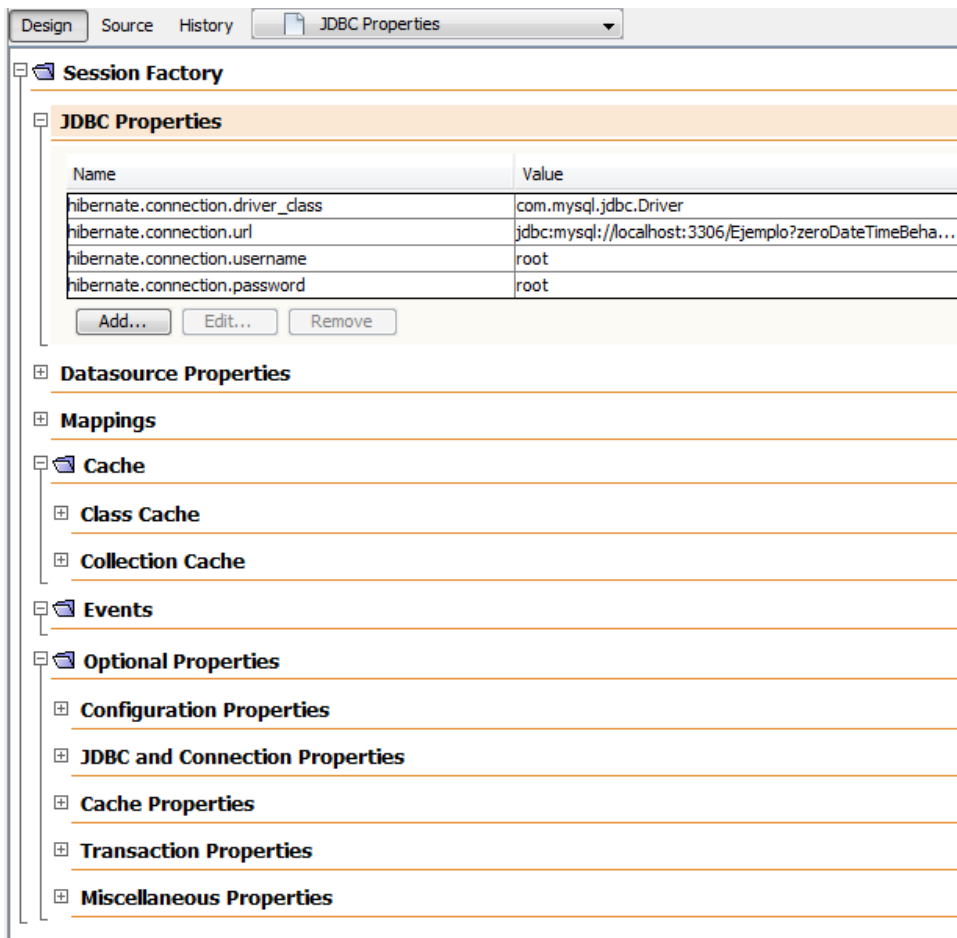 Design Source History JDBC Properties
Session Factory
JDBC Properties
Name Value
hibernate.connection.driver_class com.mysql.jdbc.Driver
hibernate.connection.url jdbc:mysql://localhost:3306/Ejemplo?zeroDateTimeBeha...
hibernate.connection.username root
hibernate.connection.password root
Add... Edit... Remove
Datasource Properties
Mappings
Cache
Class Cache
Collection Cache
Events
Optional Properties
Configuration Properties
JDBC and Connection Properties
Cache Properties
Transaction Properties
Miscellaneous Properties